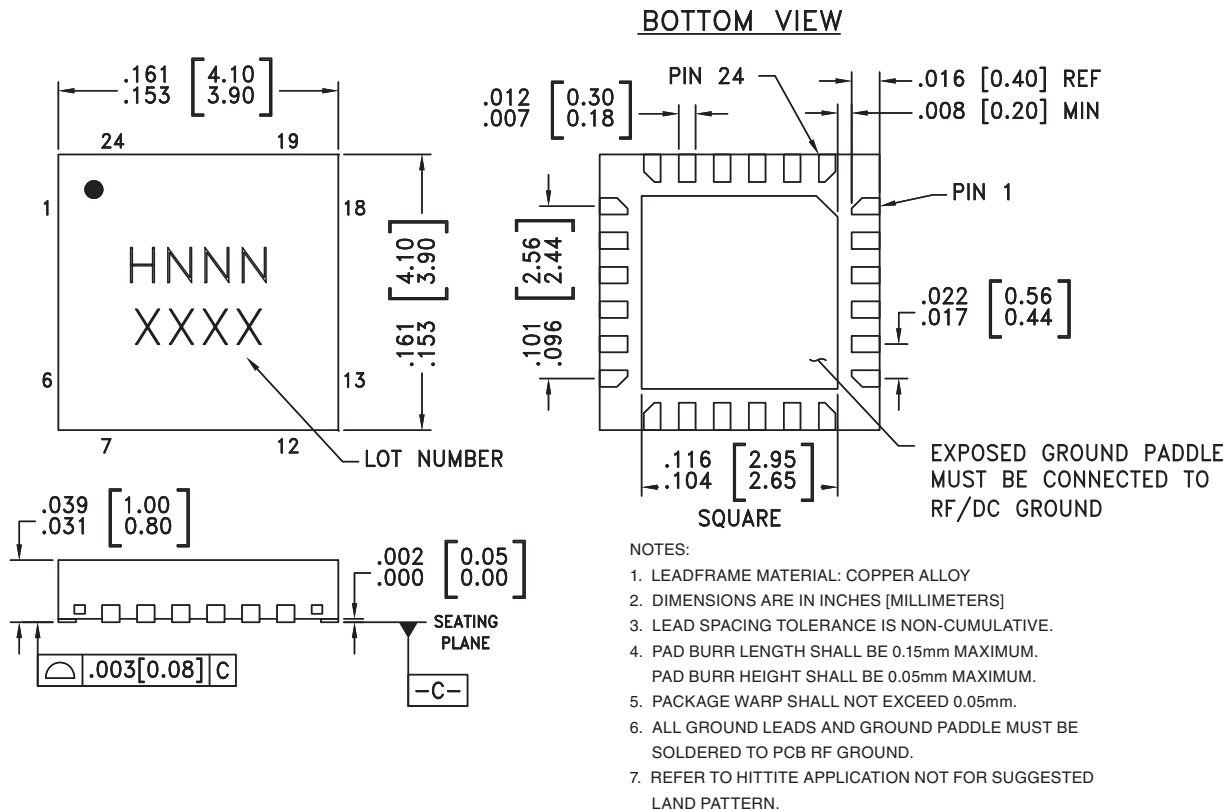 BOTTOM VIEW
.161 [4.10]
.153 [3.90]
24 19
1 18
HNNN
XXXX
6 13
7 12
LOT NUMBER
.161 [4.10]
.153 [3.90]
PIN 24
.012 [0.30]
.007 [0.18]
.016 [0.40] REF
.008 [0.20] MIN
PIN 1
.101 [2.56]
.096 [2.44]
.022 [0.56]
.017 [0.44]
.116 [2.95]
.104 [2.65]
SQUARE
EXPOSED GROUND PADDLE
MUST BE CONNECTED TO
RF/DC GROUND
.039 [1.00]
.031 [0.80]
.002 [0.05]
.000 [0.00]
SEATING
PLANE
.003[0.08] C
-C-
NOTES:
1. LEADFRAME MATERIAL: COPPER ALLOY
2. DIMENSIONS ARE IN INCHES [MILLIMETERS]
3. LEAD SPACING TOLERANCE IS NON-CUMULATIVE.
4. PAD BURR LENGTH SHALL BE 0.15mm MAXIMUM.
PAD BURR HEIGHT SHALL BE 0.05mm MAXIMUM.
5. PACKAGE WARP SHALL NOT EXCEED 0.05mm.
6. ALL GROUND LEADS AND GROUND PADDLE MUST BE
SOLDERED TO PCB RF GROUND.
7. REFER TO HITTITE APPLICATION NOT FOR SUGGESTED
LAND PATTERN.